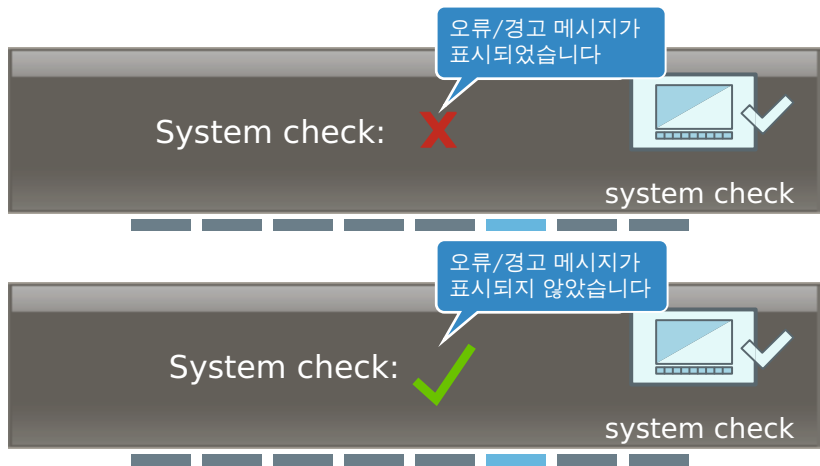 오류/경고 메시지가
표시되었습니다
System check: X
system check
오류/경고 메시지가
표시되지 않았습니다
System check:
system check